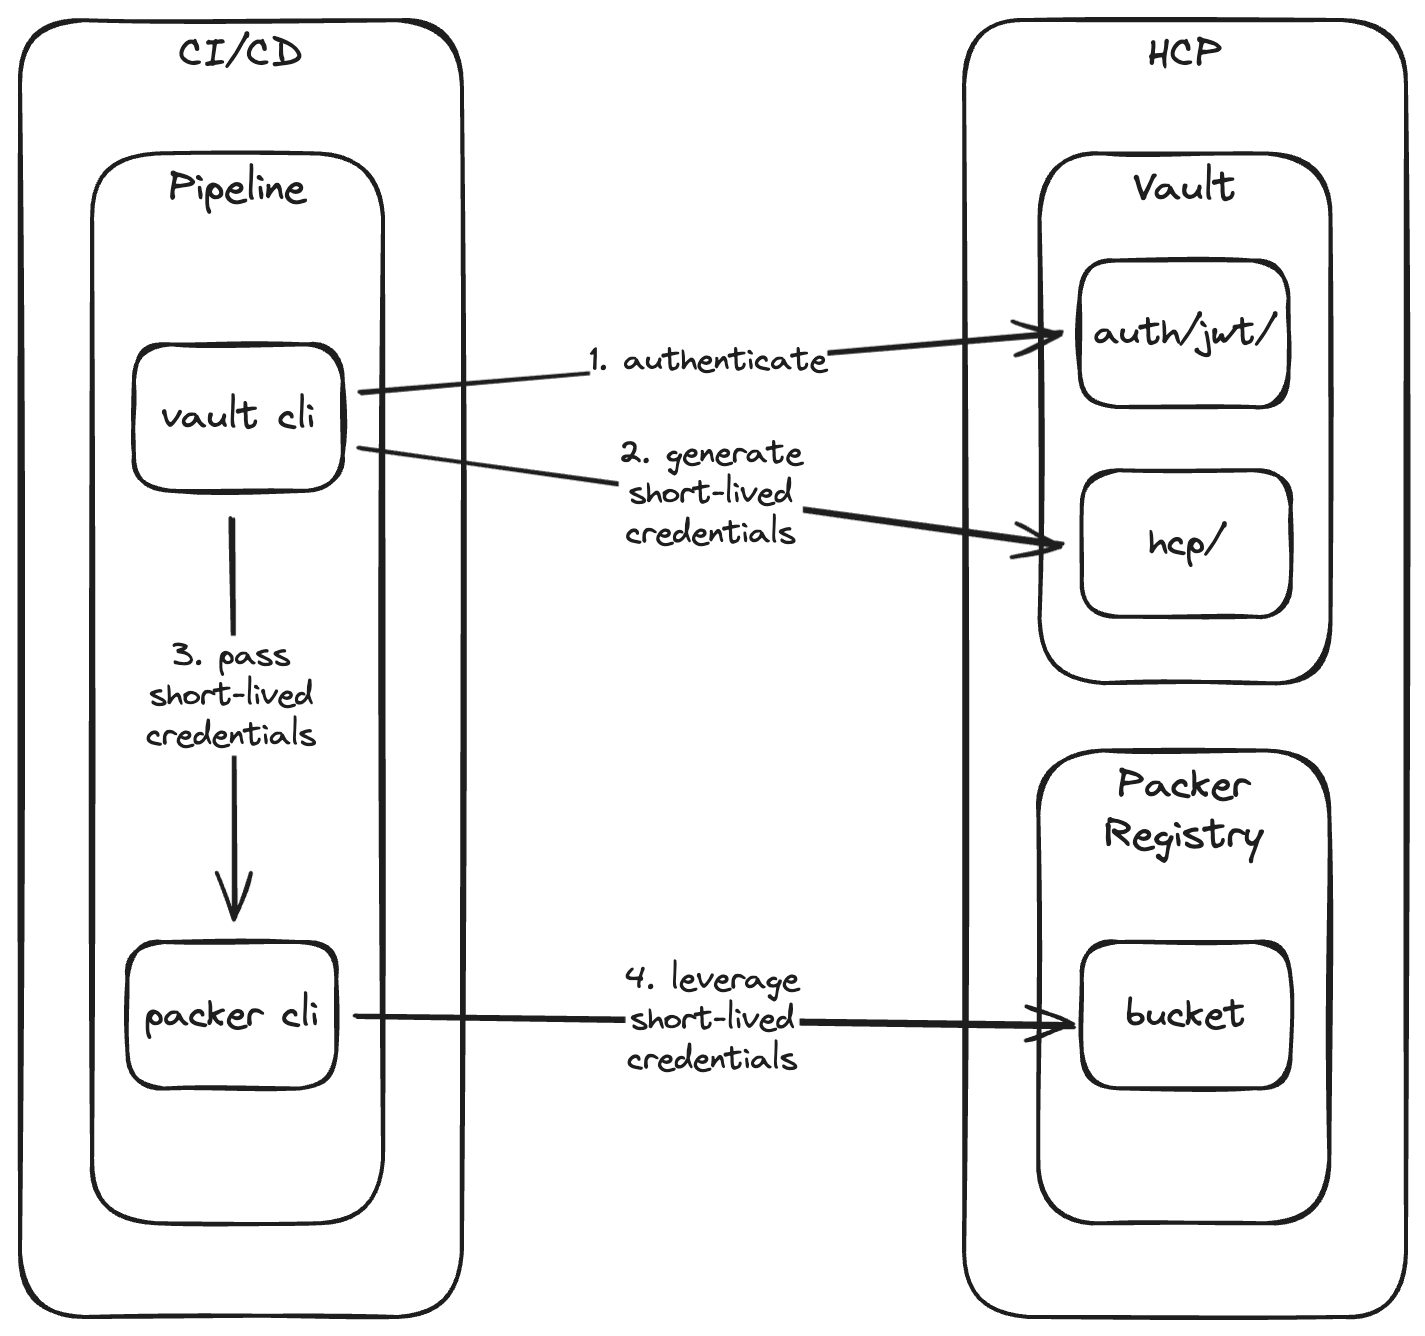 CI/CD
HCP
Pipeline
Vault
auth/jwt/
1. authenticate
vault cli
2. generate
short-lived
credentials
hcp/
3. pass
short-lived
credentials
Packer
Registry
4. leverage
short-lived
credentials
packer cli
bucket